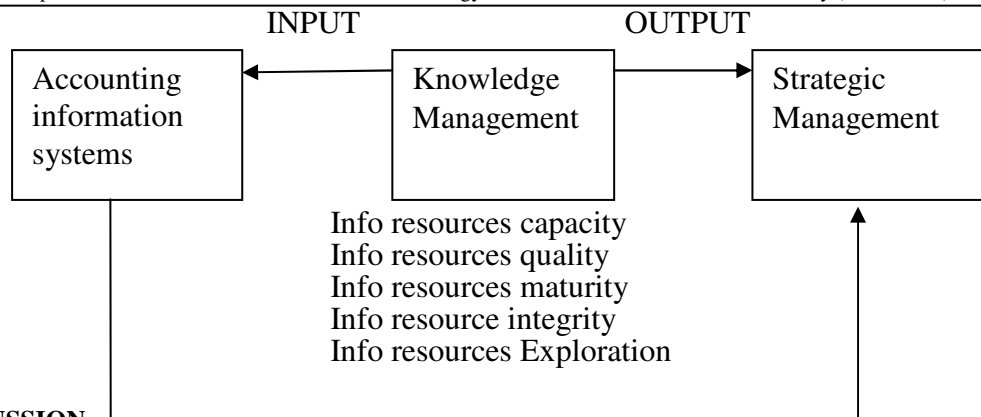 INPUT OUTPUT
Accounting information systems
Knowledge Management
Strategic Management
Info resources capacity
Info resources quality
Info resources maturity
Info resource integrity
Info resources Exploration